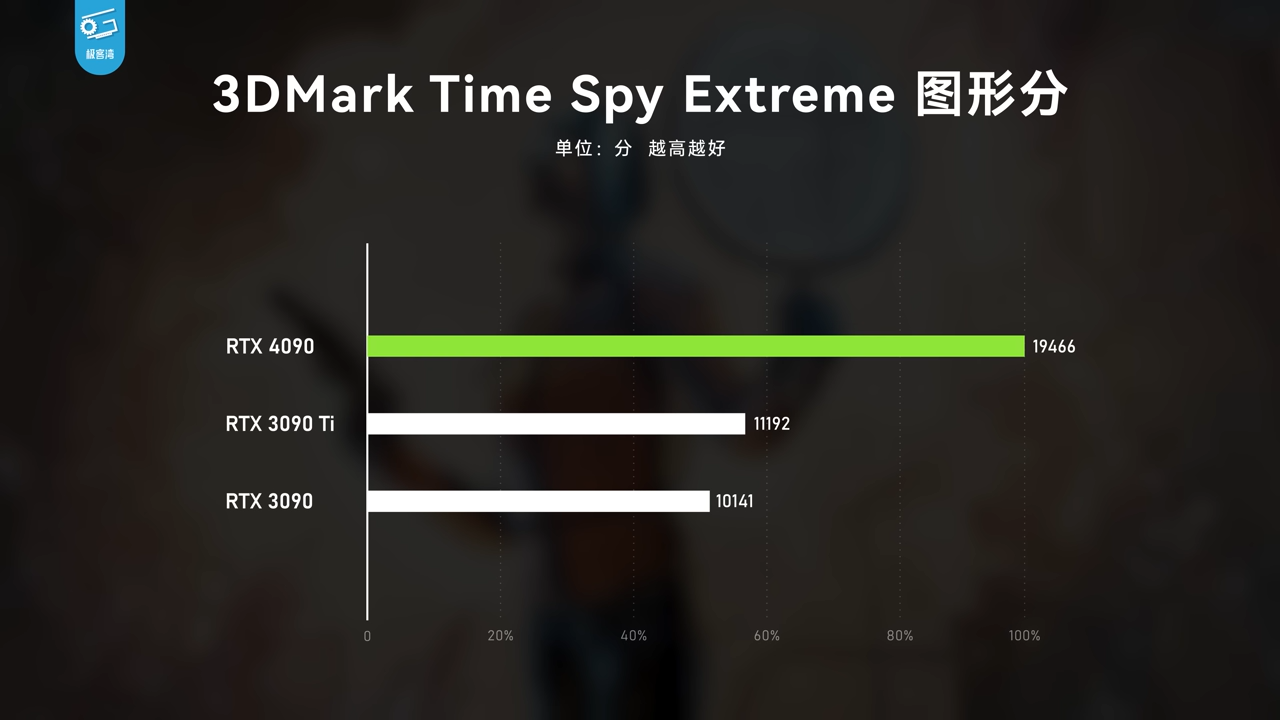 极客湾
3DMark Time Spy Extreme 图形分
单位：分 越高越好
RTX 4090 19466
RTX 3090 Ti 11192
RTX 3090 10141
0 20% 40% 60% 80% 100%